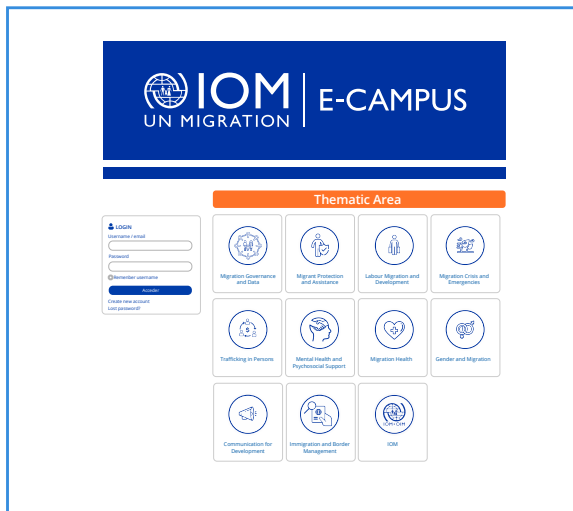 IOM
UN MIGRATION
E-CAMPUS
Thematic Area
LOGIN
Username / email
Password
Remember username
Acceder
Create new account
Lost password?
Migration Governance
and Data
Migrant Protection
and Assistance
Labour Migration and
Development
Migration Crisis and
Emergencies
Trafficking in Persons
Mental Health and
Psychosocial Support
Migration Health
Gender and Migration
Communication for
Development
Immigration and Border
Management
IOM•OIM
IOM